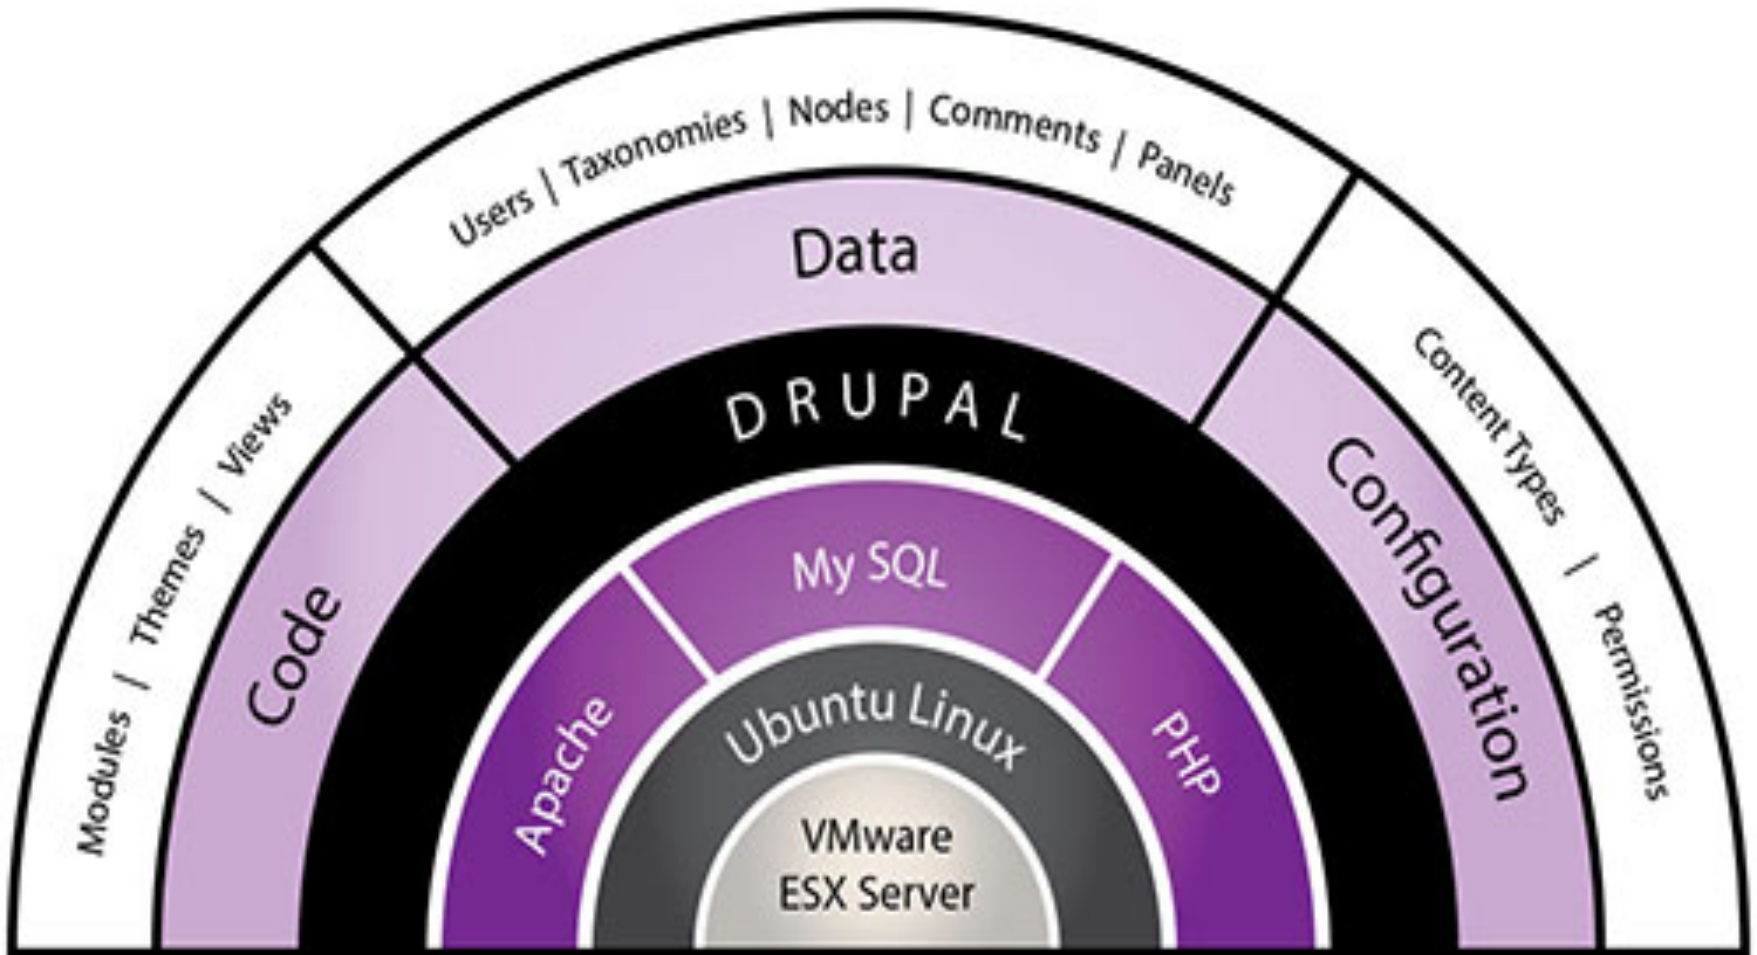 Users | Taxonomies | Nodes | Comments | Panels
Data
Modules | Themes | Views
Code
Content Types | Permissions
Configuration
DRUPAL
Apache
My SQL
PHP
Ubuntu Linux
VMware
ESX Server